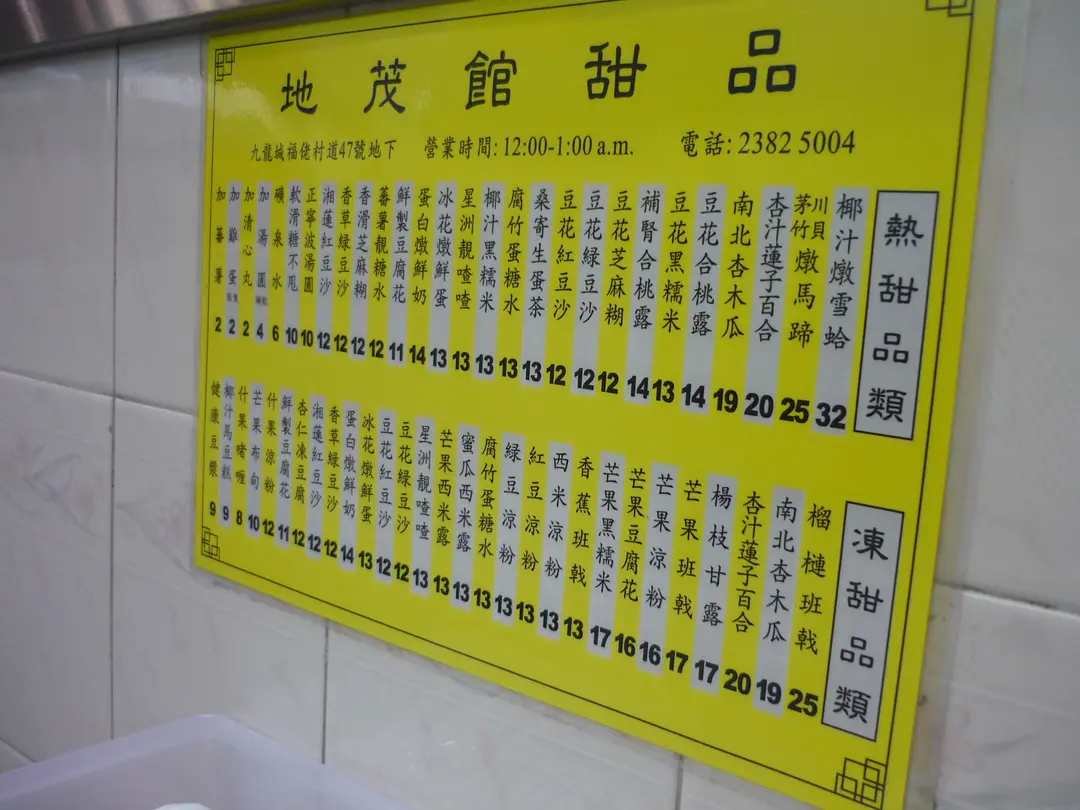 地茂館甜品
九龍城福佬村道47號地下 營業時間: 12:00-1:00 a.m. 電話: 2382 5004
熱甜品類
椰汁燉雪蛤 32
川貝茅竹燉馬蹄 25
杏汁蓮子百合 20
南北杏木瓜 19
豆花合桃露 14
豆花黑糯米 13
補腎合桃露 14
豆花芝麻糊 12
豆花綠豆沙 12
豆花紅豆沙 12
桑寄生蛋茶 13
腐竹蛋糖水 13
椰汁黑糯米 13
星洲靚喳喳 13
冰花燉鮮蛋 13
蛋白燉鮮奶 14
鮮製豆腐花 11
蕃薯靚糖水 12
香滑芝麻糊 12
香草綠豆沙 12
湘蓮紅豆沙 12
正寧波湯圓 10
軟滑糖不甩 10
礦泉水 6
加湯圓 4
加清心丸 2
加雞蛋 2
加蕃薯 2
凍甜品類
榴槤班戟 25
南北杏木瓜 19
杏汁蓮子百合 20
楊枝甘露 17
芒果班戟 17
芒果涼粉 16
芒果豆腐花 16
芒果黑糯米 17
香蕉班戟 13
西米涼粉 13
紅豆涼粉 13
綠豆涼粉 13
腐竹蛋糖水 13
蜜瓜西米露 13
芒果西米露 13
星洲靚喳喳 13
豆花綠豆沙 12
豆花紅豆沙 12
冰花燉鮮蛋 13
蛋白燉鮮奶 14
香草綠豆沙 12
湘蓮紅豆沙 12
杏仁凍豆腐 12
鮮製豆腐花 11
什果涼粉 12
芒果布甸 10
什果啫喱 8
椰汁馬豆糕 9
健康豆漿 9